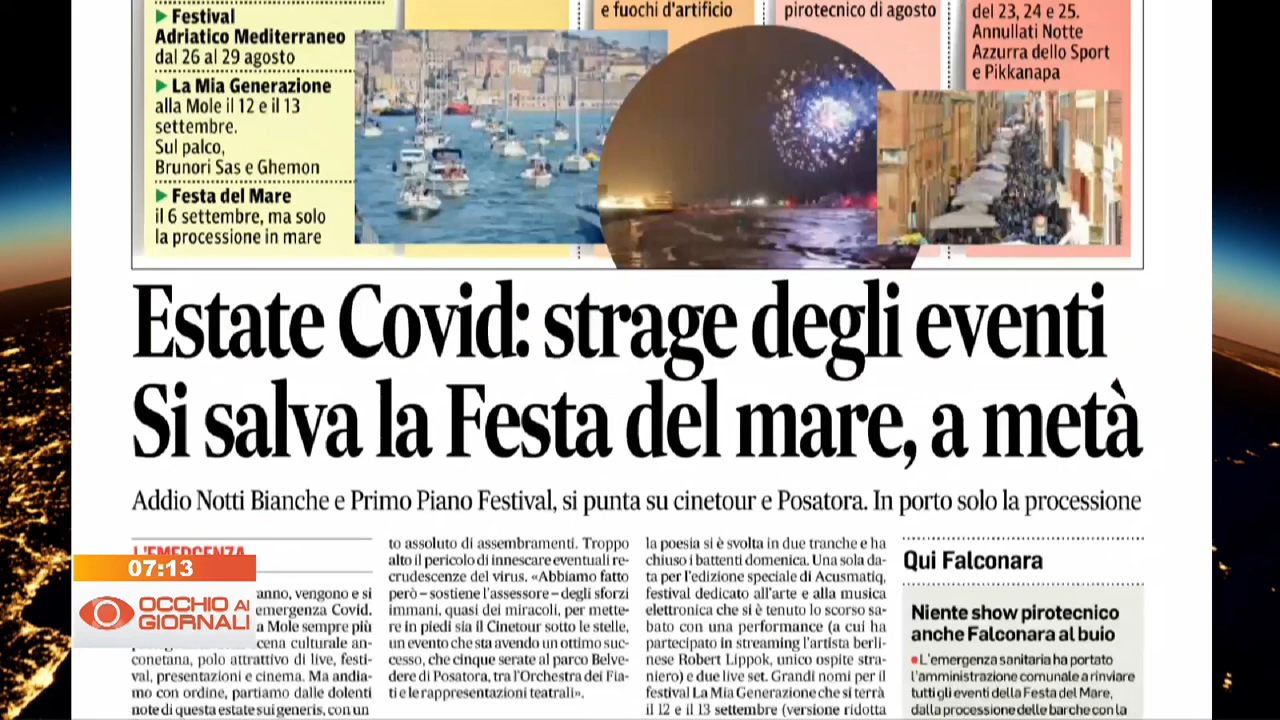 Festival
Adriatico Mediterraneo
dal 26 al 29 agosto
La Mia Generazione
alla Mole il 12 e il 13
settembre.
Sul palco,
Brunori Sas e Ghemon
Festa del Mare
il 6 settembre, ma solo
la processione in mare
e fuochi d'artificio
pirotecnico di agosto
del 23, 24 e 25.
Annullati Notte
Azzurra dello Sport
e Pikkanapa
Estate Covid: strage degli eventi
Si salva la Festa del mare, a metà
Addio Notti Bianche e Primo Piano Festival, si punta su cinetour e Posatora. In porto solo la processione
L'EMERGENZA
anno, vengono e si
emergenza Covid.
a Mole sempre più
cena culturale an-
conetana, polo attrattivo di live, festi-
val, presentazioni e cinema. Ma andia-
mo con ordine, partiamo dalle dolenti
note di questa estate sui generis, con un
to assoluto di assembramenti. Troppo
alto il pericolo di innescare eventuali re-
crudescenze del virus. «Abbiamo fatto
però – sostiene l'assessore – degli sforzi
immani, quasi dei miracoli, per mette-
re in piedi sia il Cinetour sotto le stelle,
un evento che sta avendo un ottimo suc-
cesso, che cinque serate al parco Belve-
dere di Posatora, tra l'Orchestra dei Fia-
ti e le rappresentazioni teatrali».
la poesia si è svolta in due tranche e ha
chiuso i battenti domenica. Una sola da-
ta per l'edizione speciale di Acusmatiq,
festival dedicato all'arte e alla musica
elettronica che si è tenuto lo scorso sa-
bato con una performance (a cui ha
partecipato in streaming l'artista berli-
nese Robert Lippok, unico ospite stra-
niero) e due live set. Grandi nomi per il
festival La Mia Generazione che si terrà
il 12 e il 13 settembre (versione ridotta
Qui Falconara
Niente show pirotecnico
anche Falconara al buio
L'emergenza sanitaria ha portato
l'amministrazione comunale a rinviare
tutti gli eventi della Festa del Mare,
dalla processione delle barche con la
07:13
OCCHIO AI
GIORNALI